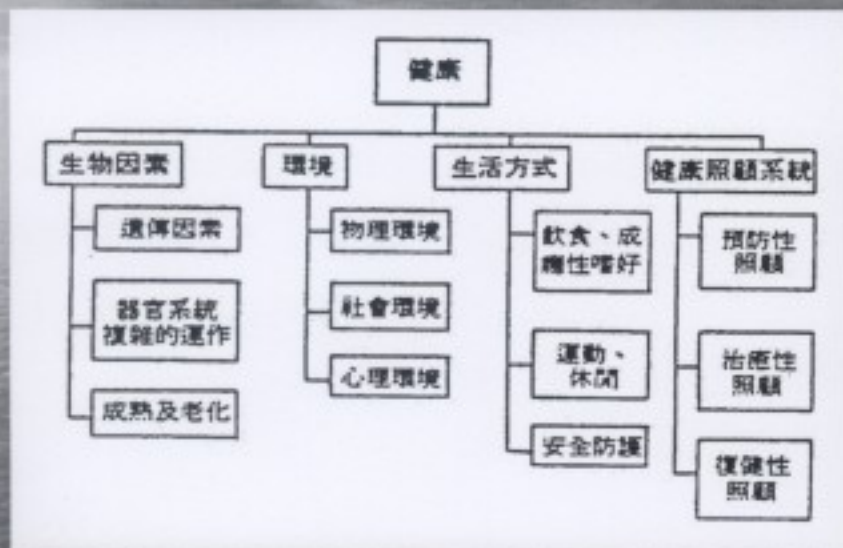 健康
生物因素
遺傳因素
器官系統
複雜的運作
成熟及老化
環境
物理環境
社會環境
心理環境
生活方式
飲食、成
癮性嗜好
運動、
休閒
安全防護
健康照顧系統
預防性
照顧
治療性
照顧
復健性
照顧